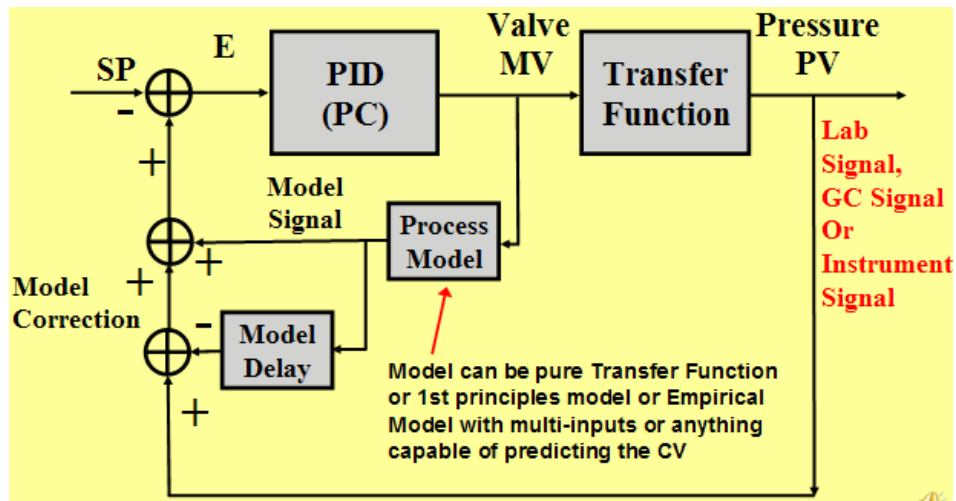 SP
-
E
PID
(PC)
Valve
MV
Transfer
Function
Pressure
PV
Lab
Signal,
GC Signal
Or
Instrument
Signal
+
Model
Signal
Process
Model
+
+
Model
Correction
-
Model
Delay
+
Model can be pure Transfer Function
or 1st principles model or Empirical
Model with multi-inputs or anything
capable of predicting the CV